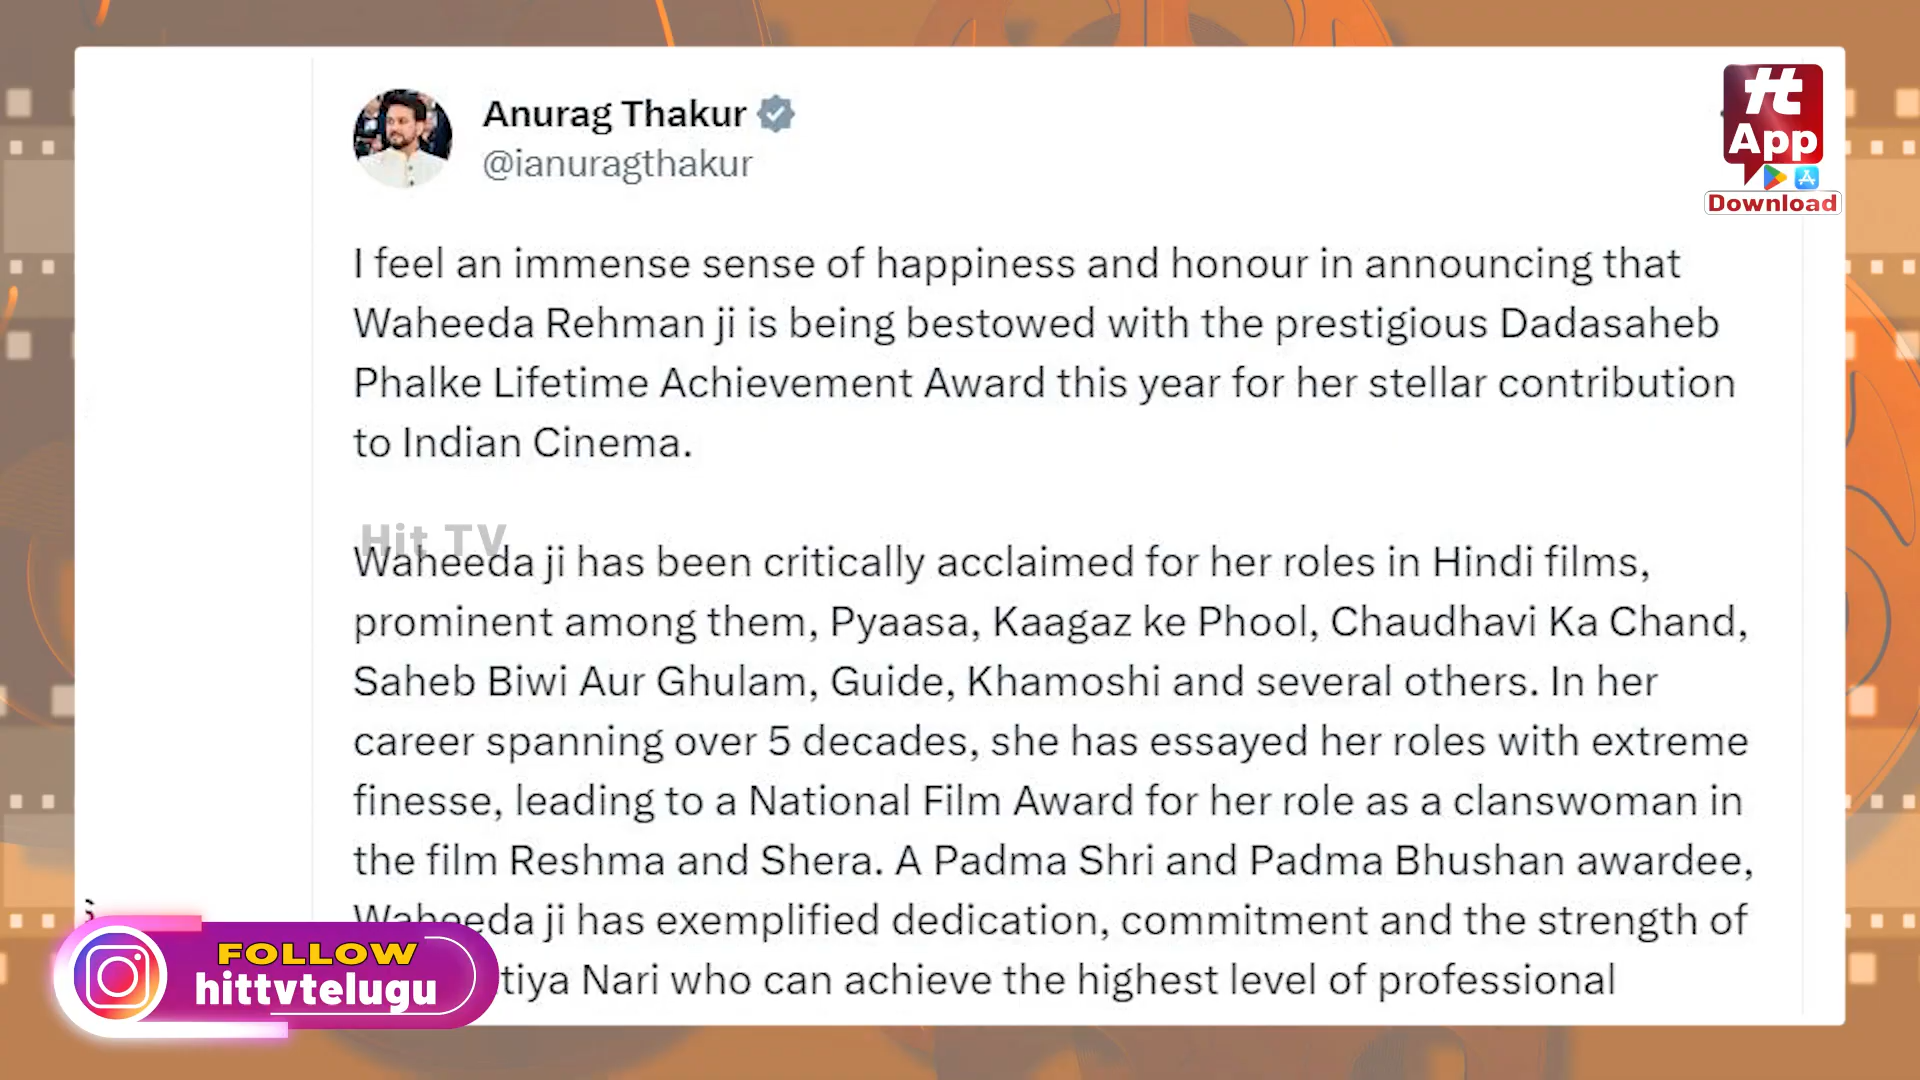 Anurag Thakur
@ianuragthakur
tt
App
Download
I feel an immense sense of happiness and honour in announcing that
Waheeda Rehman ji is being bestowed with the prestigious Dadasaheb
Phalke Lifetime Achievement Award this year for her stellar contribution
to Indian Cinema.
Hit TV
Waheeda ji has been critically acclaimed for her roles in Hindi films,
prominent among them, Pyaasa, Kaagaz ke Phool, Chaudhavi Ka Chand,
Saheb Biwi Aur Ghulam, Guide, Khamoshi and several others. In her
career spanning over 5 decades, she has essayed her roles with extreme
finesse, leading to a National Film Award for her role as a clanswoman in
the film Reshma and Shera. A Padma Shri and Padma Bhushan awardee,
Waheeda ji has exemplified dedication, commitment and the strength of
tiya Nari who can achieve the highest level of professional
FOLLOW
hittvtelugu